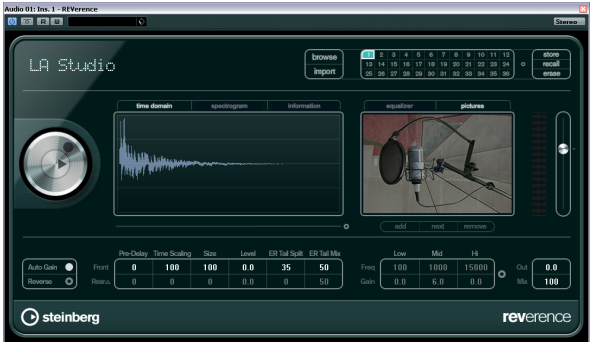 Audio 01: Ins. 1 - REVerence
R W
Stereo
LA Studio
browse
import
1 2 3 4 5 6 7 8 9 10 11 12
13 14 15 16 17 18 19 20 21 22 23 24
25 26 27 28 29 30 31 32 33 34 35 36
store
recall
erase
time domain spectrogram information
equalizer pictures
add next remove
Pre-Delay Time Scaling Size Level ER Tail Split ER Tail Mix
Low Mid Hi
Auto Gain
Front 0 100 100 0.0 35 50
Freq 100 1000 15000
Out 0.0
Reverse
Rear 0 0 0 0.0 0 50
Gain 0.0 6.0 0.0
Mix 100
steinberg
reverence